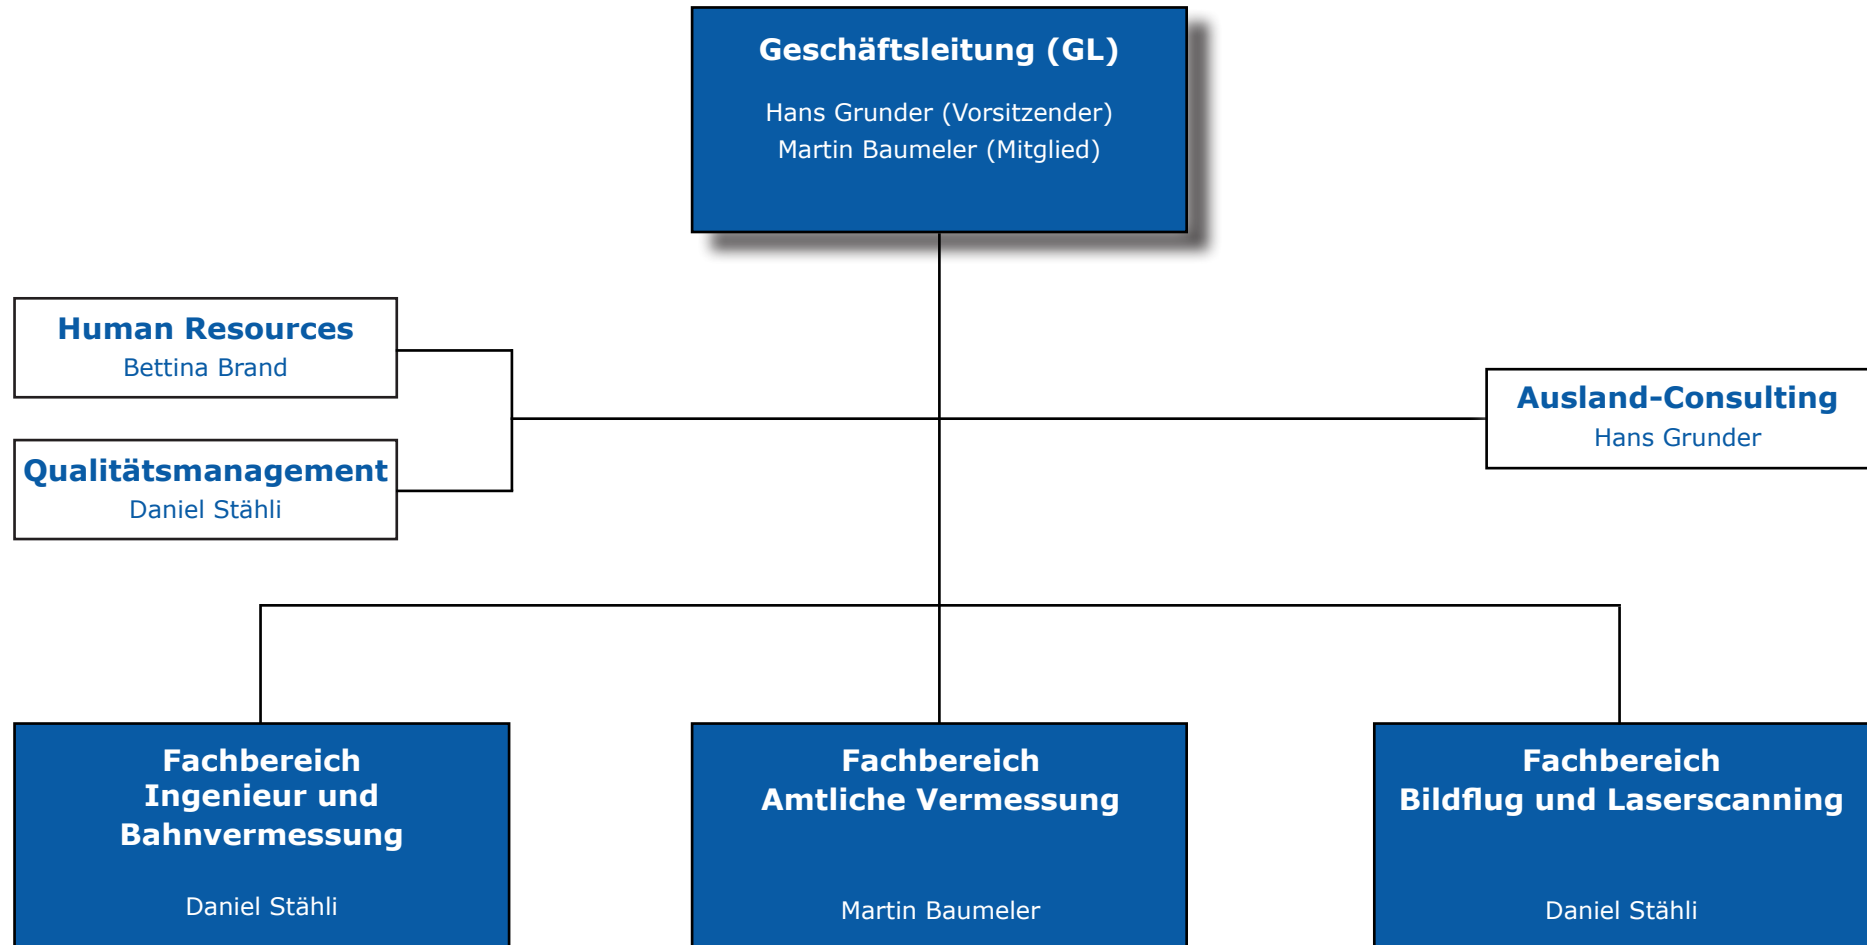 Geschäftsleitung (GL)
Hans Grunder (Vorsitzender)
Martin Baumeler (Mitglied)
Human Resources
Bettina Brand
Qualitätsmanagement
Daniel Stähli
Ausland-Consulting
Hans Grunder
Fachbereich
Ingenieur und
Bahnvermessung
Daniel Stähli
Fachbereich
Amtliche Vermessung
Martin Baumeler
Fachbereich
Bildflug und Laserscanning
Daniel Stähli